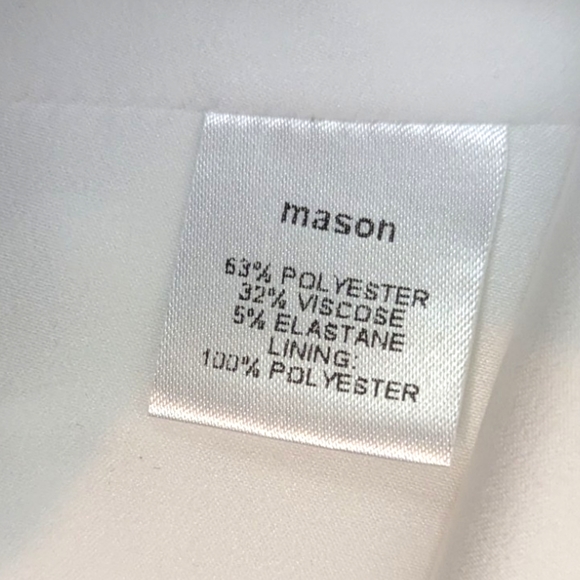 mason
63% POLYESTER
32% VISCOSE
5% ELASTANE
LINING:
100% POLYESTER